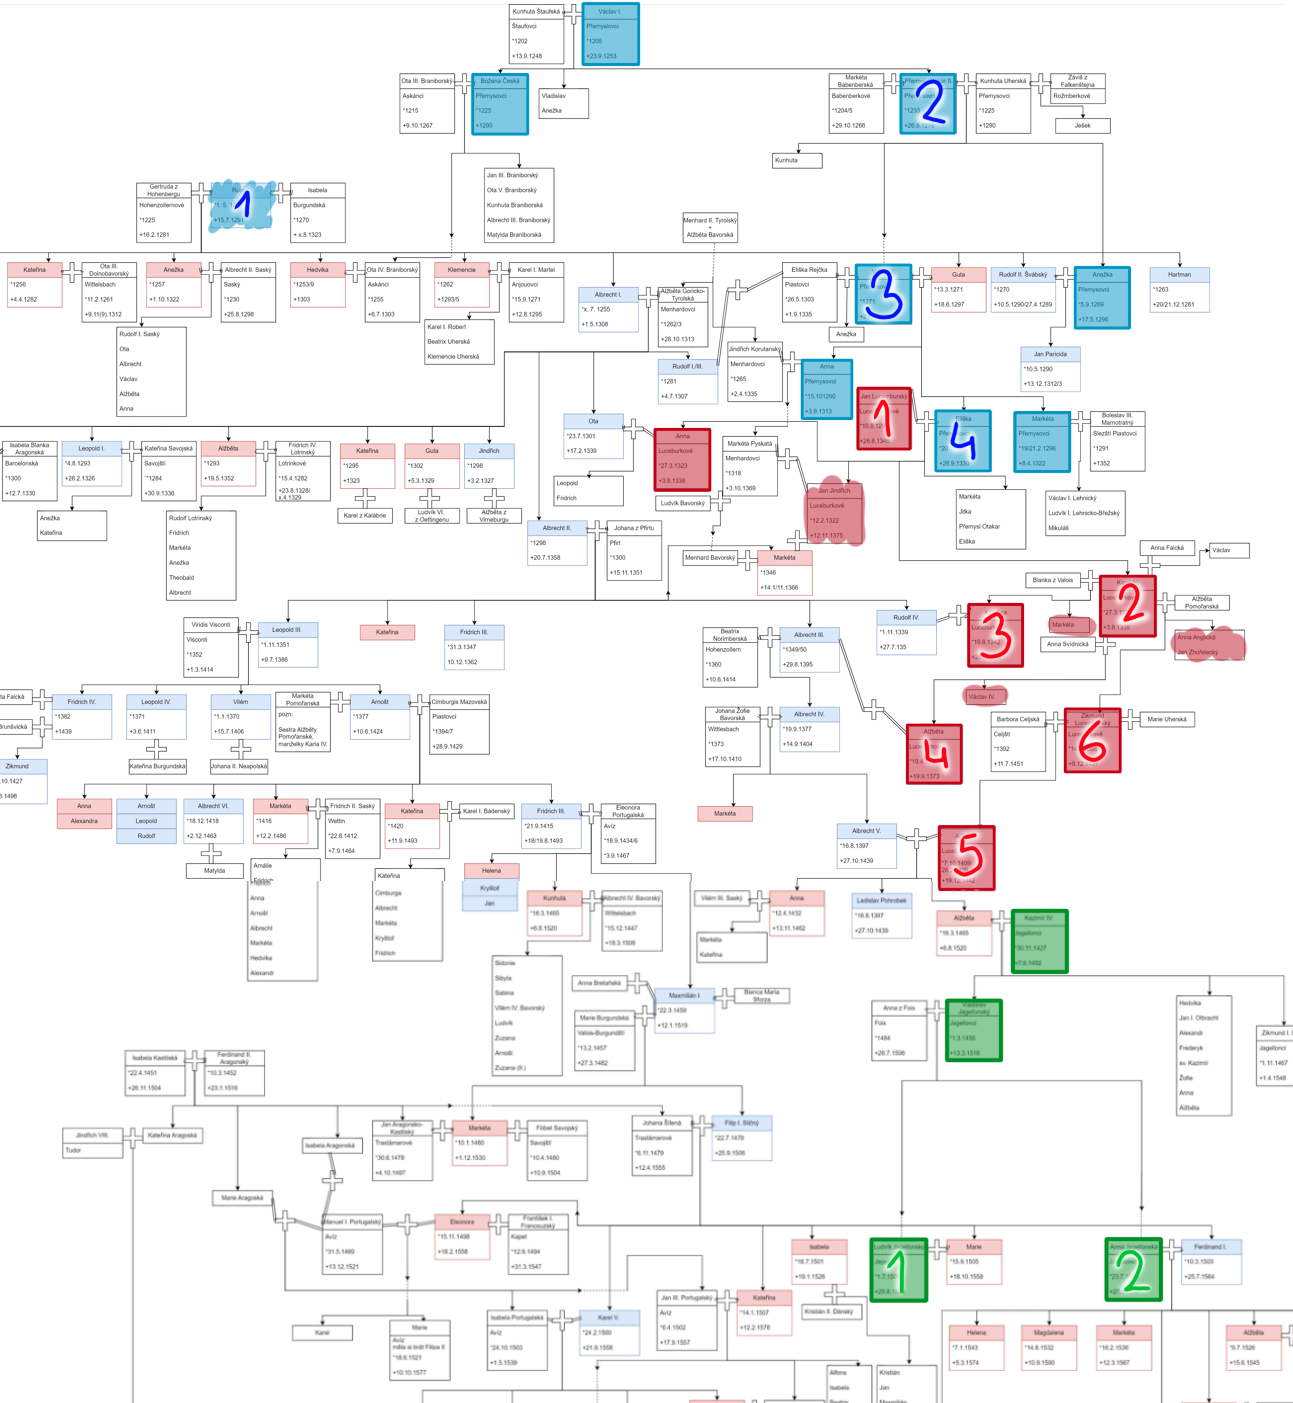 Kunhuta Štaufská
Štaufovci
*1202
+13.9.1248
Václav I.
Přemyslovci
*1205
+23.9.1253
Ota III. Braniborský
Askánci
*1215
+9.10.1267
Božena Česká
Přemysovci
*1225
+1290
Vladislav
Anežka
Markéta
Babenberská
Babenberkové
*1204/5
+29.10.1266
2
Kunhuta Uherská
Přemysovci
*1225
+1290
Záviš z
Falkenštejna
Rožmberkové
Ješek
Kunhuta
Jan III. Braniborský
Ota V. Braniborský
Kunhuta Braniborská
Albrecht III. Braniborský
Matylda Braniborská
Gertruda z
Hohenbergu
Hohenzollernové
*1225
+16.2.1281
1
Isabela
Burgundská
*1270
+ x.8.1323
Menhard II. Tyrolský
+
Alžběta Bavorská
Kateřina
*1256
+4.4.1282
Ota III.
Dolnobavorský
Wittelsbach
*11.2.1261
+9.11(9).1312
Anežka
*1257
+1.10.1322
Albrecht II. Saský
Saský
*1230
+25.8.1298
Hedvika
*1253/9
+1303
Ota IV. Braniborský
Askánci
*1255
+6.7.1303
Klemencie
*1262
+1293/5
Karel I. Martel
Anjouovci
*15.9.1271
+12.8.1295
Albrecht I.
*x. 7. 1255
+1.5.1308
Alžběta Goricko-
Tyrolská
Menhardovci
*1262/3
+28.10.1313
Eliška Rejčka
Piastovci
*26.5.1303
+1.9.1335
3
Guta
*13.3.1271
+18.6.1297
Rudolf II. Švábský
*1270
+10.5.1290/27.4.1289
Anežka
Přemysovci
*5.9.1269
+17.5.1296
Hartman
*1263
+20/21.12.1281
Rudolf I. Saský
Ota
Albrecht
Václav
Alžběta
Anna
Karel I. Robert
Beatrix Uherská
Klemencie Uherská
Anežka
Jindřich Korutanský
Menhardovci
*1265
+2.4.1335
Jan Paricida
*10.5.1290
+13.12.1312/3
Rudolf I./III.
*1281
+4.7.1307
Anna
Přemysovci
*15.101290
+3.9.1313
1
4
Markéta
Přemysovci
*19/21.2.1296
+8.4.1322
Boleslav III.
Marnotratný
Slezští Piastovci
*1291
+1352
Ota
*23.7.1301
+17.2.1339
Anna
Luceburkové
*27.3.1323
+3.9.1338
Markéta Pyskatá
Menhardovci
*1318
+3.10.1369
Isabela Blanka
Aragonská
Barcelonská
*1300
+12.7.1330
Leopold I.
*4.8.1293
+28.2.1326
Kateřina Savojská
Savojští
*1284
+30.9.1336
Alžběta
*1293
+19.5.1352
Fridrich IV.
Lotrinský
Lotrinkové
*15.4.1282
+23.8.1328/
x.4.1329
Kateřina
*1295
+1323
Karel z Kalábrie
Guta
*1302
+5.3.1329
Ludvík VI.
z Oettingenu
Jindřich
*1298
+3.2.1327
Alžběta z
Virneburgu
Leopold
Fridrich
Ludvík Bavorský
Jan Jindřich
Luceburkové
*12.2.1322
+12.11.1375
Markéta
Jitka
Přemysl Otakar
Eliška
Václav I. Lehnický
Ludvík I. Lehnicko-Břežský
Mikuláš
Anežka
Kateřina
Rudolf Lotrinský
Fridrich
Markéta
Anežka
Theobald
Albrecht
Albrecht II.
*1298
+20.7.1358
Johana z Pfirtu
Pfirt
*1300
+15.11.1351
Menhard Bavorský
Markéta
*1346
+14.1/11.1366
Anna Falcká
Václav
Blanka z Valois
2
Alžběta
Pomořanská
Rudolf IV.
*1.11.1339
+27.7.135
3
Markéta
Anna Svídnická
Anna Anglická
Jan Zhořelecký
Viridis Visconti
Visconti
*1352
+1.3.1414
Leopold III.
*1.11.1351
+9.7.1386
Kateřina
Fridrich III.
*31.3.1347
10.12.1362
Beatrix
Norimberská
Hohenzollern
*1360
+10.6.1414
Albrecht III.
*1349/50
+29.8.1395
Václav IV.
ta Falcká
Brunšvická
Fridrich IV.
*1382
+1439
Leopold IV.
*1371
+3.6.1411
Kateřina Burgundská
Vilém
*1.1.1370
+15.7.1406
Johana II. Neapolská
Markéta
Pomořanská
pozn:
Sestra Alžběty
Pomořanské,
manželky Karla IV.
Arnošt
*1377
+10.6.1424
Cimburgis Mazovská
Piastovci
*1394/7
+28.9.1429
Johana Žofie
Bavorská
Wittlesbach
*1373
+17.10.1410
Albrecht IV.
*19.9.1377
+14.9.1404
4
Barbora Celjská
Celjští
*1392
+11.7.1451
6
Marie Uherská
Zikmund
.10.1427
.3.1496
Anna
Alexandra
Arnošt
Leopold
Rudolf
Albrecht VI.
*18.12.1418
+2.12.1463
Matylda
Markéta
*1416
+12.2.1486
Fridrich II. Saský
Wettin
*22.8.1412
+7.9.1464
Kateřina
*1420
+11.9.1493
Karel I. Bádenský
Fridrich III.
*21.9.1415
+18/19.8.1493
Eleonora
Portugalská
Avíz
*18.9.1434/6
*3.9.1467
Markéta
Albrecht V.
*16.8.1397
+27.10.1439
5
Amálie
Fridrich
Anna
Arnošt
Albrecht
Markéta
Hedvika
Alexandr
Kateřina
Cimburga
Albrecht
Markéta
Kryštof
Fridrich
Helena
Kryštof
Jan
Kunhuta
*16.3.1465
+6.8.1520
Albrecht IV. Bavorský
Wittelsbach
*15.12.1447
+18.3.1508
Vilém III. Saský
Anna
*12.4.1432
+13.11.1462
Markéta
Kateřina
Ladislav Pohrobek
*16.8.1397
+27.10.1439
Alžběta
*16.3.1465
+6.8.1520
Kazimír IV.
Jagellonci
*30.11.1427
+7.6.1492
Sidonie
Sibyla
Sabina
Vilém IV. Bavorský
Ludvík
Zuzana
Arnošt
Zuzana (II.)
Anna Bretaňská
Maxmilián I
*22.3.1459
+12.1.1519
Bianca Maria
Sforza
Marie Burgundská
Valois-Burgundští
*13.2.1457
+27.3.1482
Anna z Foix
Foix
*1484
+26.7.1506
Vladislav
Jagellonský
Jagellonci
*1.3.1456
+13.3.1516
Hedvika
Jan I. Olbracht
Alexandr
Frederyk
sv. Kazimír
Žofie
Anna
Alžběta
Zikmund I.
Jagellonci
*1.11.1467
+1.4.1548
Isabela Kastilská
*22.4.1451
+26.11.1504
Ferdinand II.
Aragonský
*10.3.1452
+23.1.1516
Jindřich VIII.
Tudor
Kateřina Aragoská
Isabela Aragonská
Jan Aragonsko-
Kastilský
Trastámarové
*30.6.1478
+4.10.1497
Markéta
*10.1.1480
+1.12.1530
Filibet Savojský
Savojští
*10.4.1480
+10.9.1504
Johana Šílená
Trastámarové
*6.11.1479
+12.4.1555
Filip I. Sličný
*22.7.1478
+25.9.1506
Marie Aragoská
Manuel I. Portugalský
Avíz
*31.5.1469
+13.12.1521
Eleonora
*15.11.1498
+18.2.1558
František I.
Francouzský
Kapet
*12.9.1494
+31.3.1547
Isabela
*18.7.1501
+19.1.1526
1
Marie
*15.9.1505
+18.10.1558
2
Ferdinand I.
*10.3.1503
+25.7.1564
Karel
Marie
Avíz
měla si brát Filipa II
*18.6.1521
+10.10.1577
Isabela Portugalská
Avíz
*24.10.1503
+1.5.1539
Karel V.
*24.2.1500
+21.9.1558
Jan III. Portugalský
Avíz
*6.4.1502
+17.9.1557
Kateřina
*14.1.1507
+12.2.1578
Kristián II. Dánský
Helena
*7.1.1543
+5.3.1574
Magdalena
*14.8.1532
+10.9.1590
Markéta
*16.2.1536
+12.3.1567
Alžběta
*9.7.1526
+15.6.1545
Alfons
Isabela
Beatrix
Kristián
Jan
Maxmilián